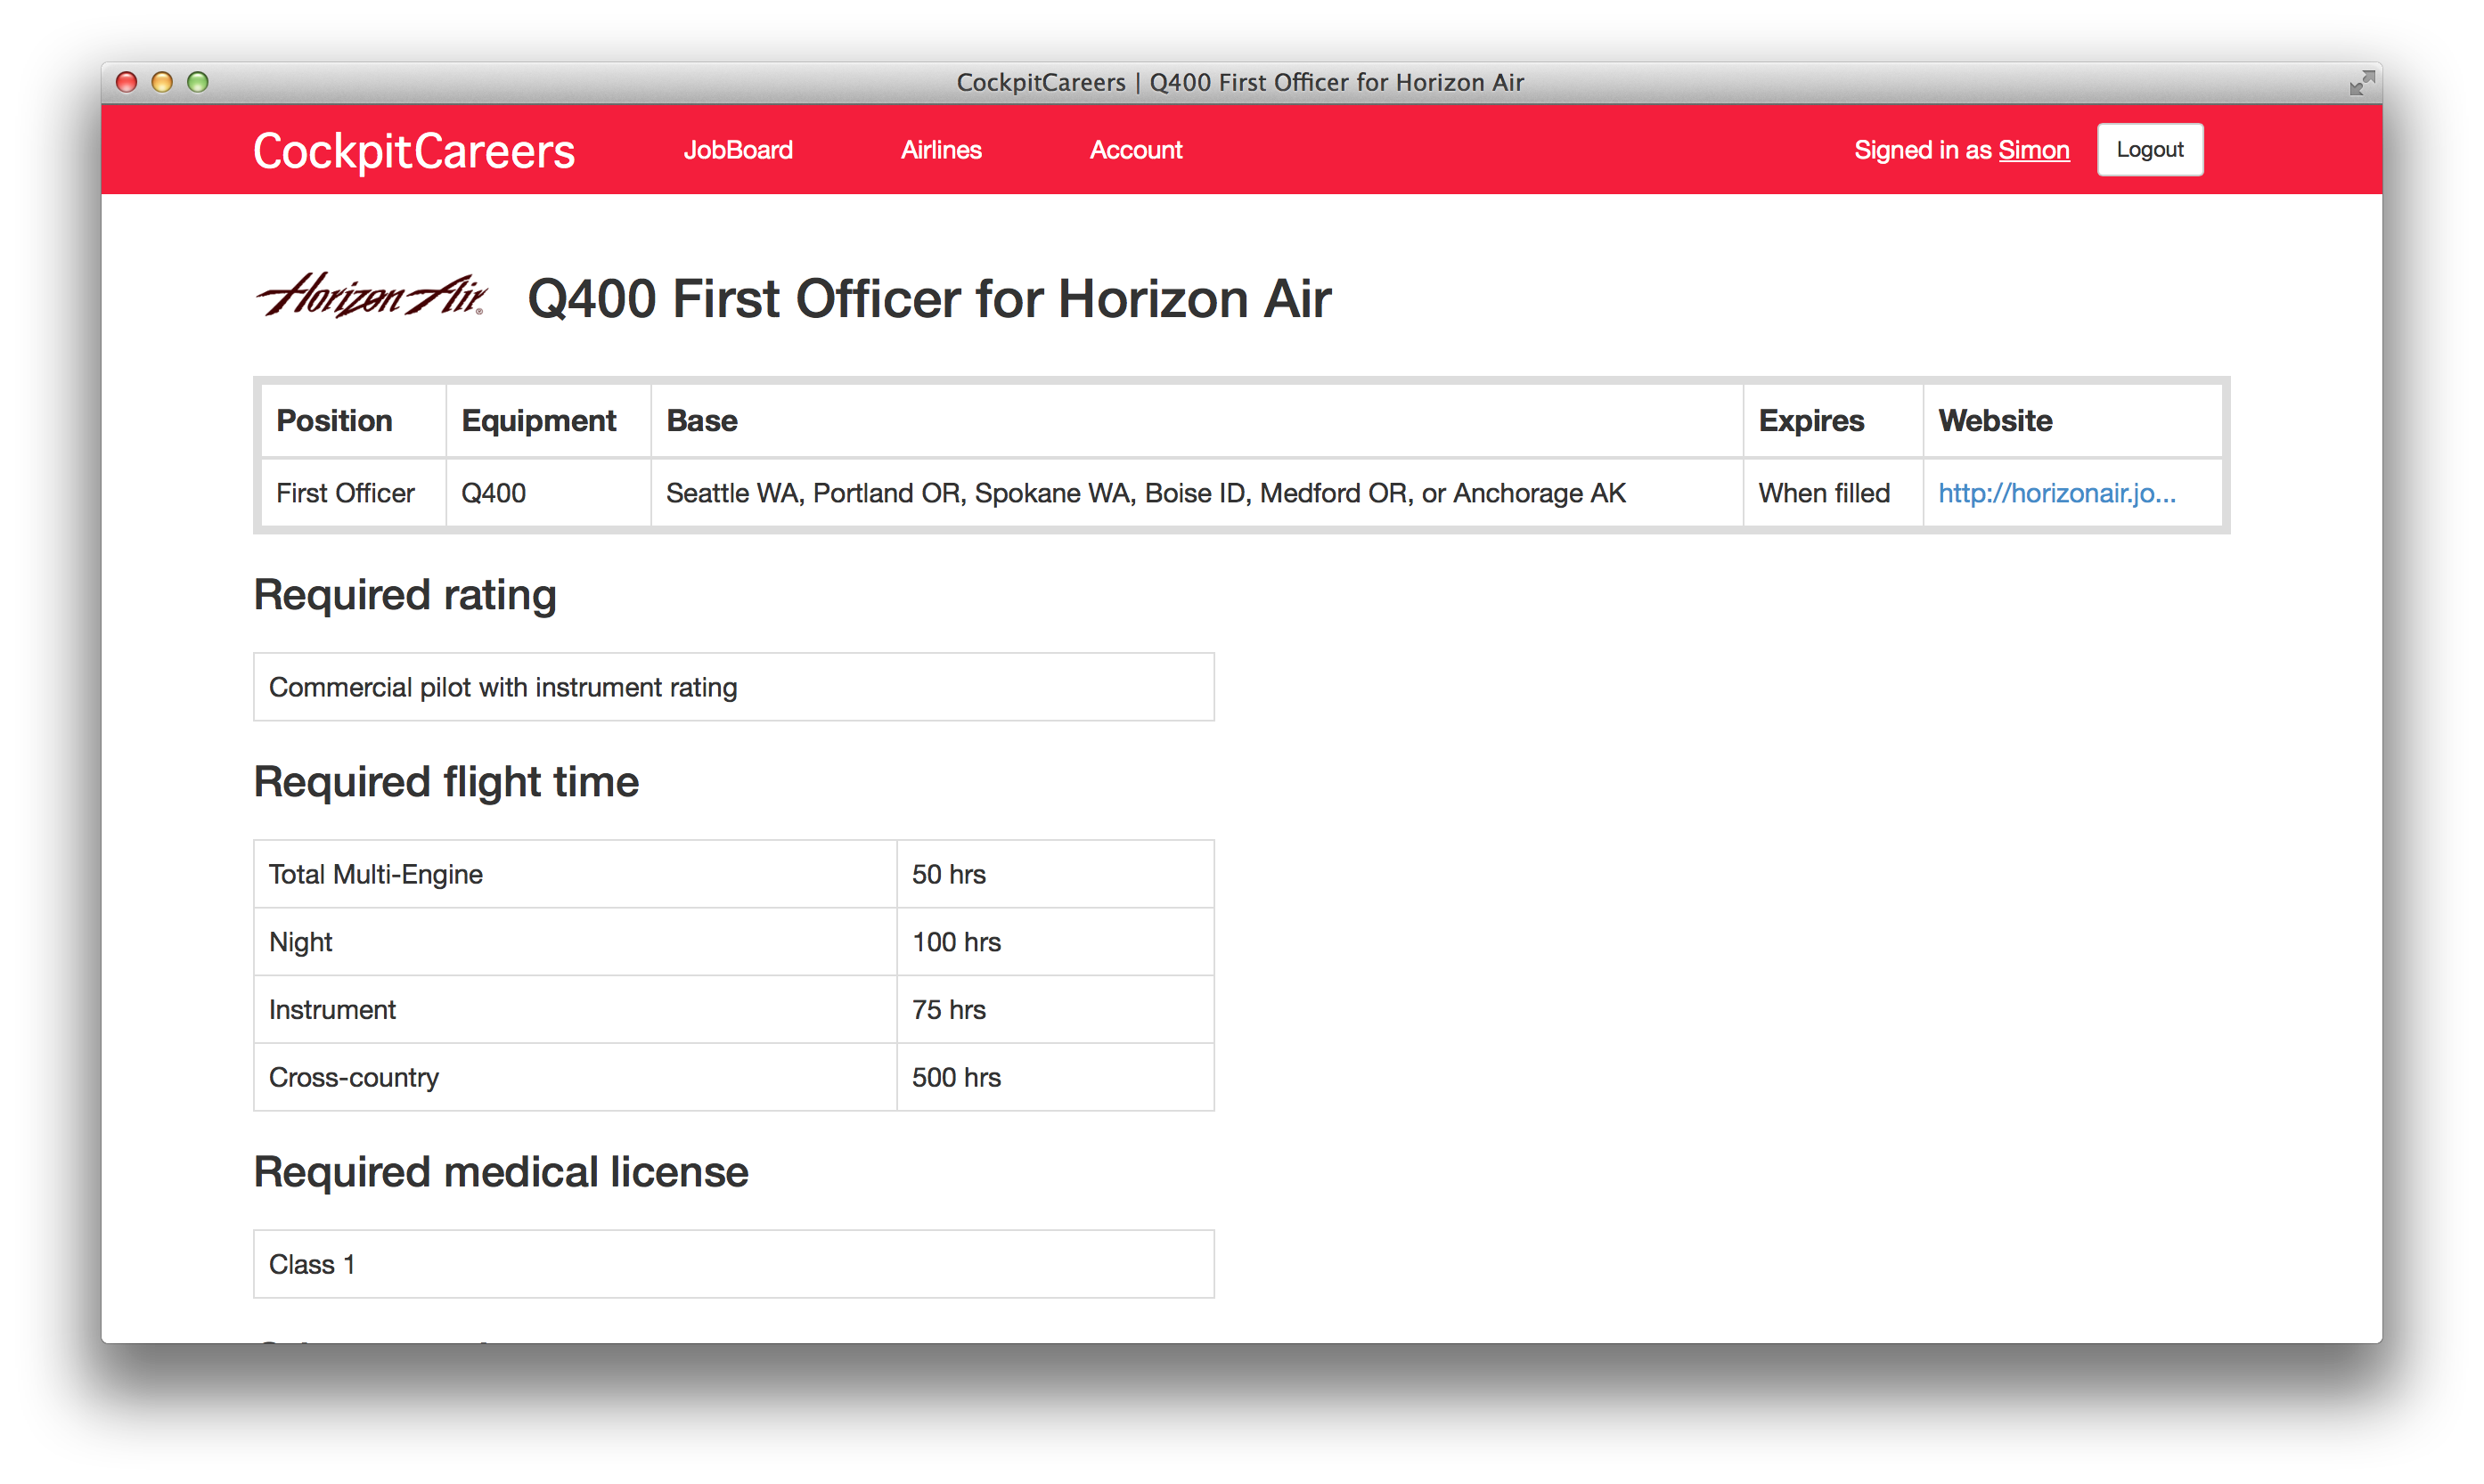 CockpitCareers | Q400 First Officer for Horizon Air
CockpitCareers JobBoard Airlines Account Signed in as Simon Logout
Horizon Air® Q400 First Officer for Horizon Air
Position Equipment Base Expires Website
First Officer Q400 Seattle WA, Portland OR, Spokane WA, Boise ID, Medford OR, or Anchorage AK When filled http://horizonair.jo...
Required rating
Commercial pilot with instrument rating
Required flight time
Total Multi-Engine 50 hrs
Night 100 hrs
Instrument 75 hrs
Cross-country 500 hrs
Required medical license
Class 1